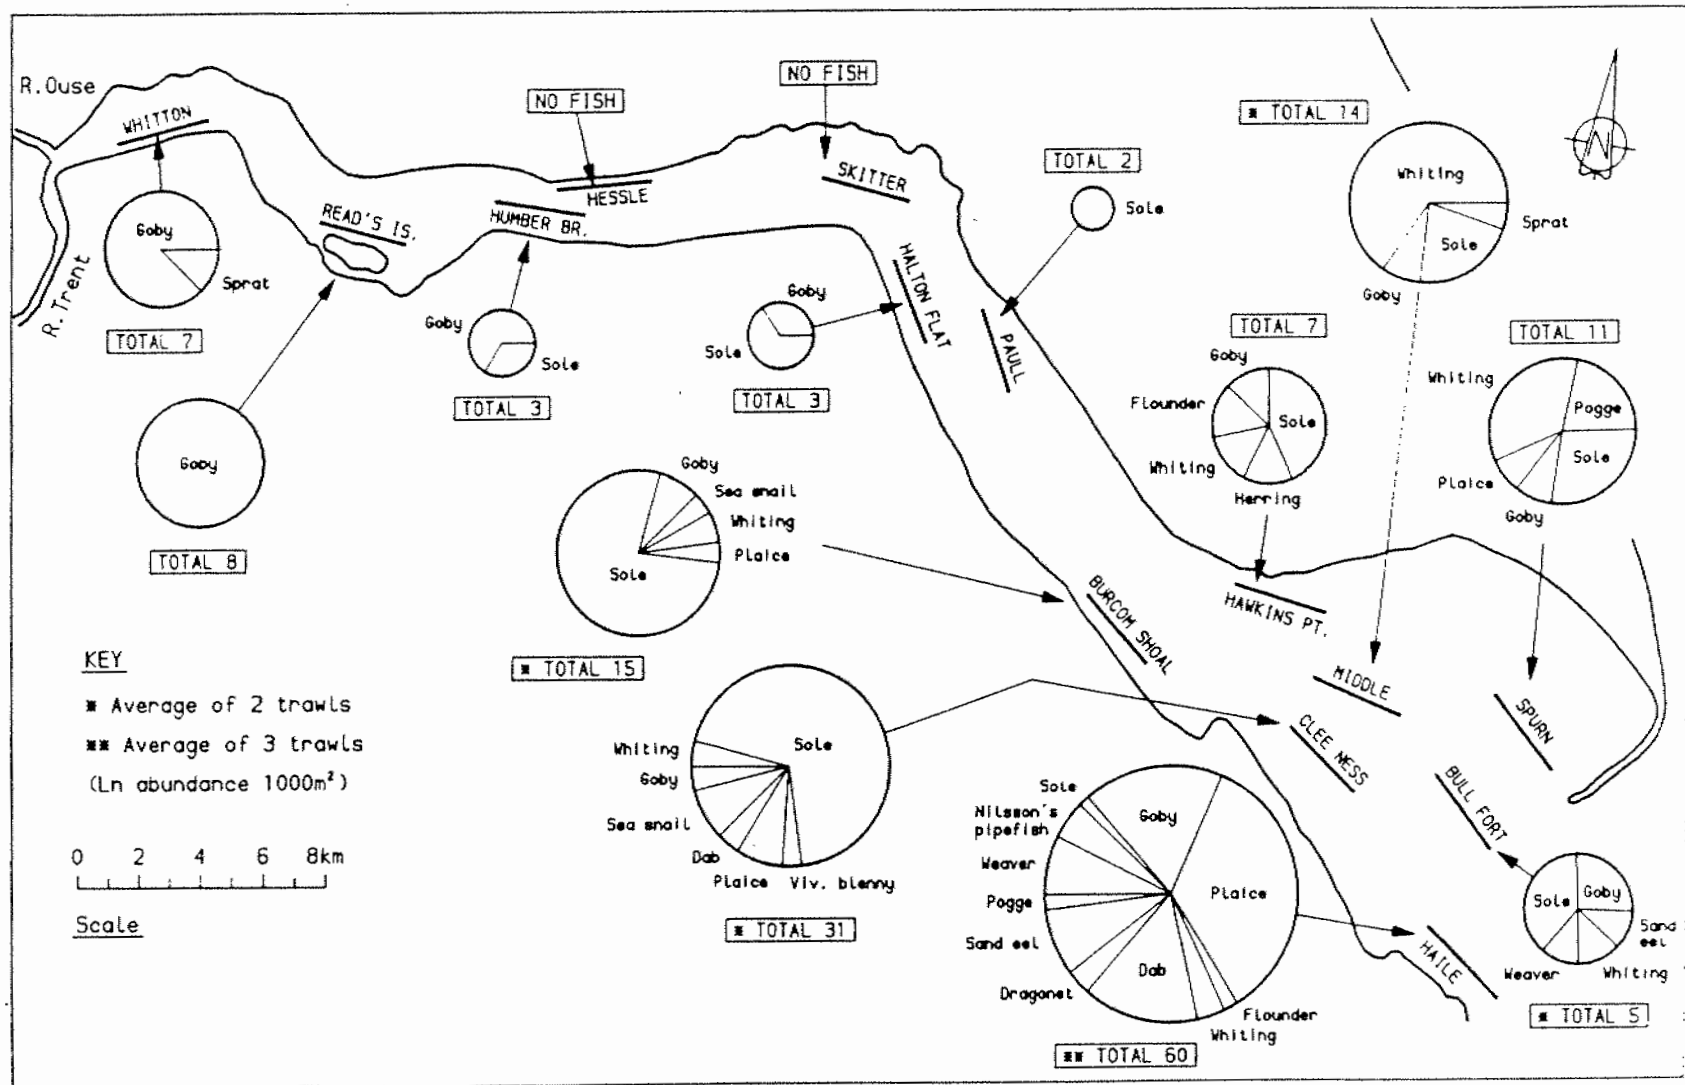 R.Ouse
WHITTON
NO FISH
NO FISH
* TOTAL 14
N
Goby
Sprat
R.Trent
TOTAL 7
READ'S IS.
HESSLE
HUMBER BR.
SKITTER
TOTAL 2
Sole
Whiting
Sprat
Sole
Goby
Goby
Sole
TOTAL 3
Goby
Sole
TOTAL 3
HALTON FLAT
PAULL
TOTAL 7
Goby
Flounder
Sole
Whiting
Herring
TOTAL 11
Whiting
Pogge
Sole
Plaice
Goby
Goby
TOTAL 8
Goby
Sea snail
Whiting
Plaice
Sole
* TOTAL 15
BURCOM SHOAL
HAWKINS PT.
MIDDLE
SPURN
CLEE NESS
BULL FORT
HAILE
KEY
* Average of 2 trawls
** Average of 3 trawls
(Ln abundance 1000m²)
0 2 4 6 8km
Scale
Sole
Whiting
Goby
Sea snail
Dab
Plaice
Viv. blenny
* TOTAL 31
Sole
Nilsson's
pipefish
Goby
Weaver
Plaice
Pogge
Sand eel
Dab
Dragonet
Flounder
Whiting
** TOTAL 60
Sole
Goby
Sand
eel
Weaver
Whiting
* TOTAL 5